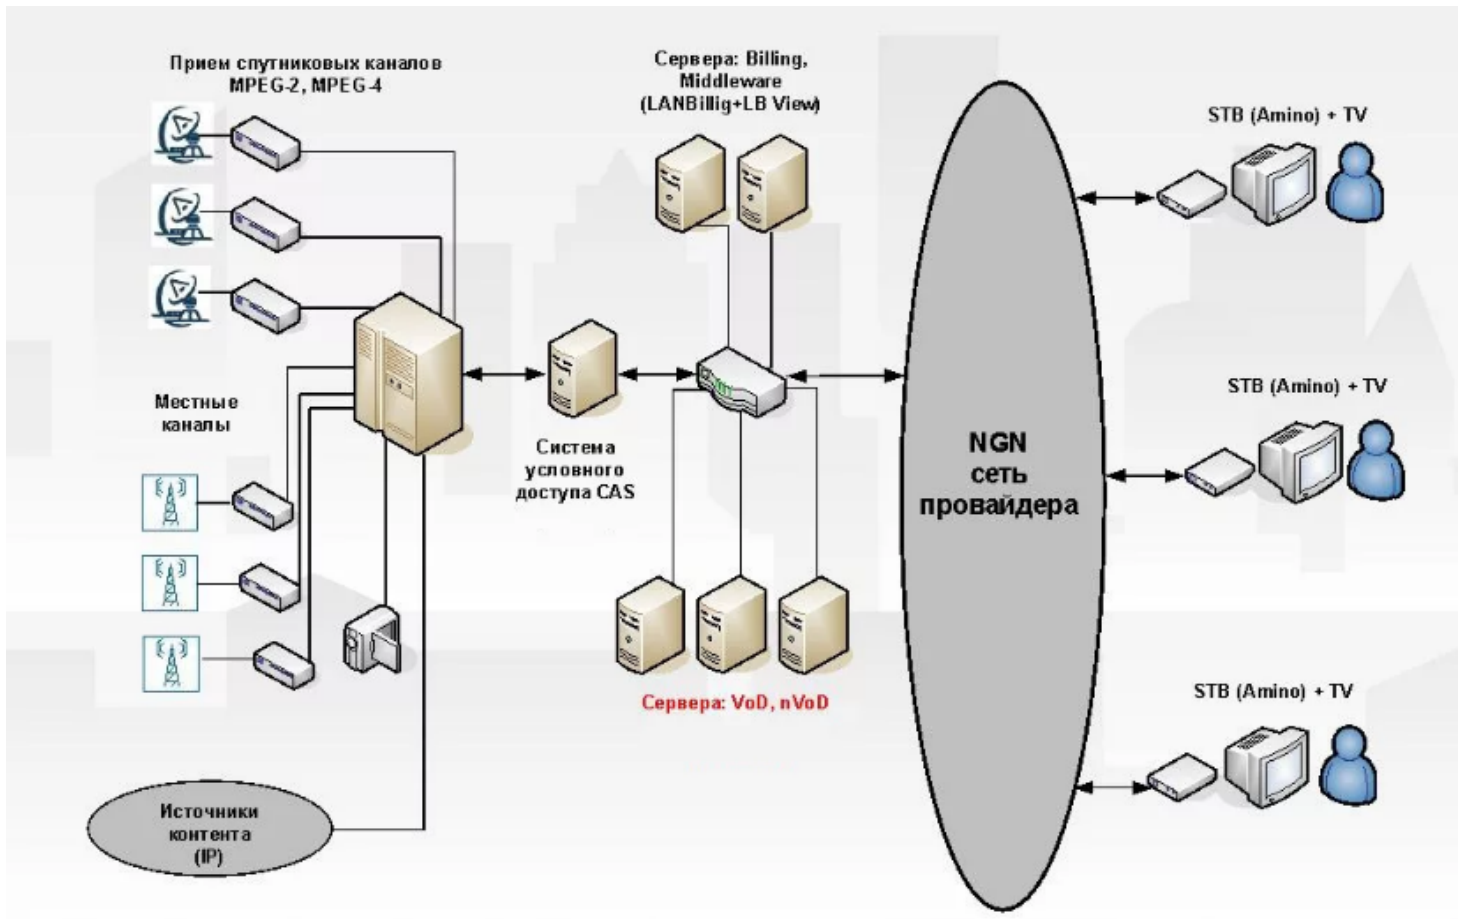 Прием спутниковых каналов
MPEG-2, MPEG-4
Сервера: Billing,
Middleware
(LANBillig+LB View)
STB (Amino) + TV
Местные
каналы
Система
условного
доступа CAS
NGN
сеть
провайдера
STB (Amino) + TV
Сервера: VoD, nVoD
STB (Amino) + TV
Источники
контента
(IP)